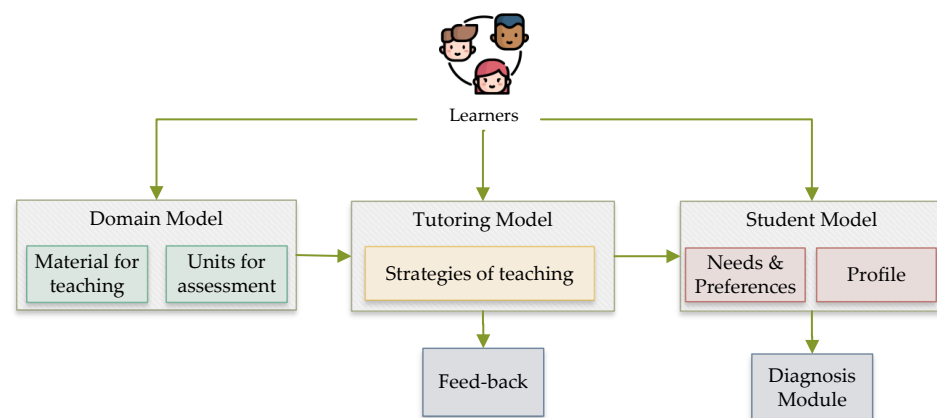 Learners
Domain Model
Material for
teaching
Units for
assessment
Tutoring Model
Strategies of teaching
Student Model
Needs &
Preferences
Profile
Feed-back
Diagnosis
Module